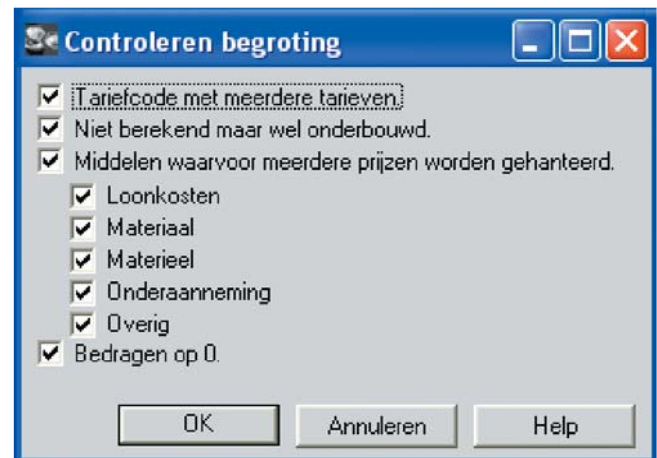 Controleren begroting
Tariefcode met meerdere tarieven.
Niet berekend maar wel onderbouwd.
Middelen waarvoor meerdere prijzen worden gehanteerd.
Loonkosten
Materiaal
Materieel
Onderaanneming
Overig
Bedragen op 0.
OK Annuleren Help